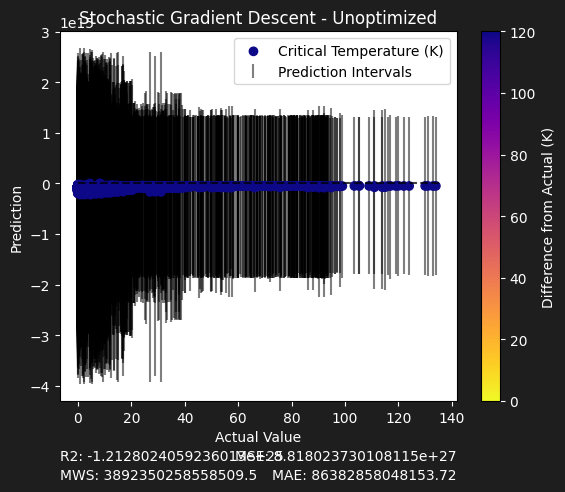 1e15
Stochastic Gradient Descent - Unoptimized
Critical Temperature (K)
Prediction Intervals
3
2
1
0
−1
−2
−3
−4
Prediction
0 20 40 60 80 100 120 140
Actual Value
120
100
80
60
40
20
0
Difference from Actual (K)
R2:
MWS: 3892350258558509.5 MAE: 86382858048153.72